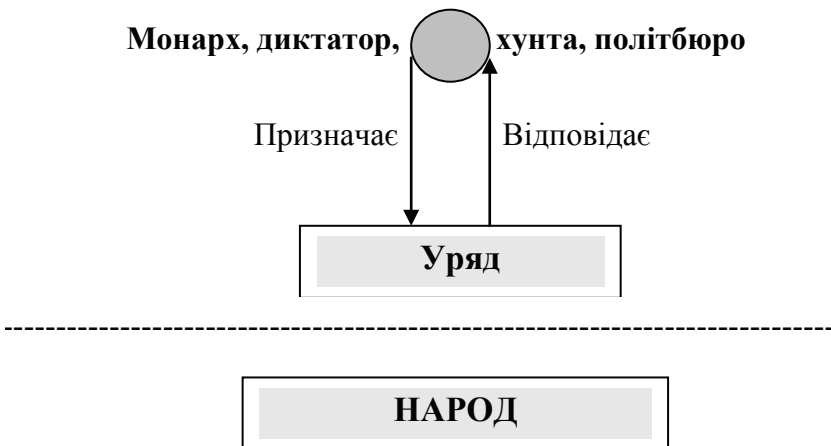 Монарх, диктатор, хунта, політбюро
Призначає Відповідає
Уряд
НАРОД